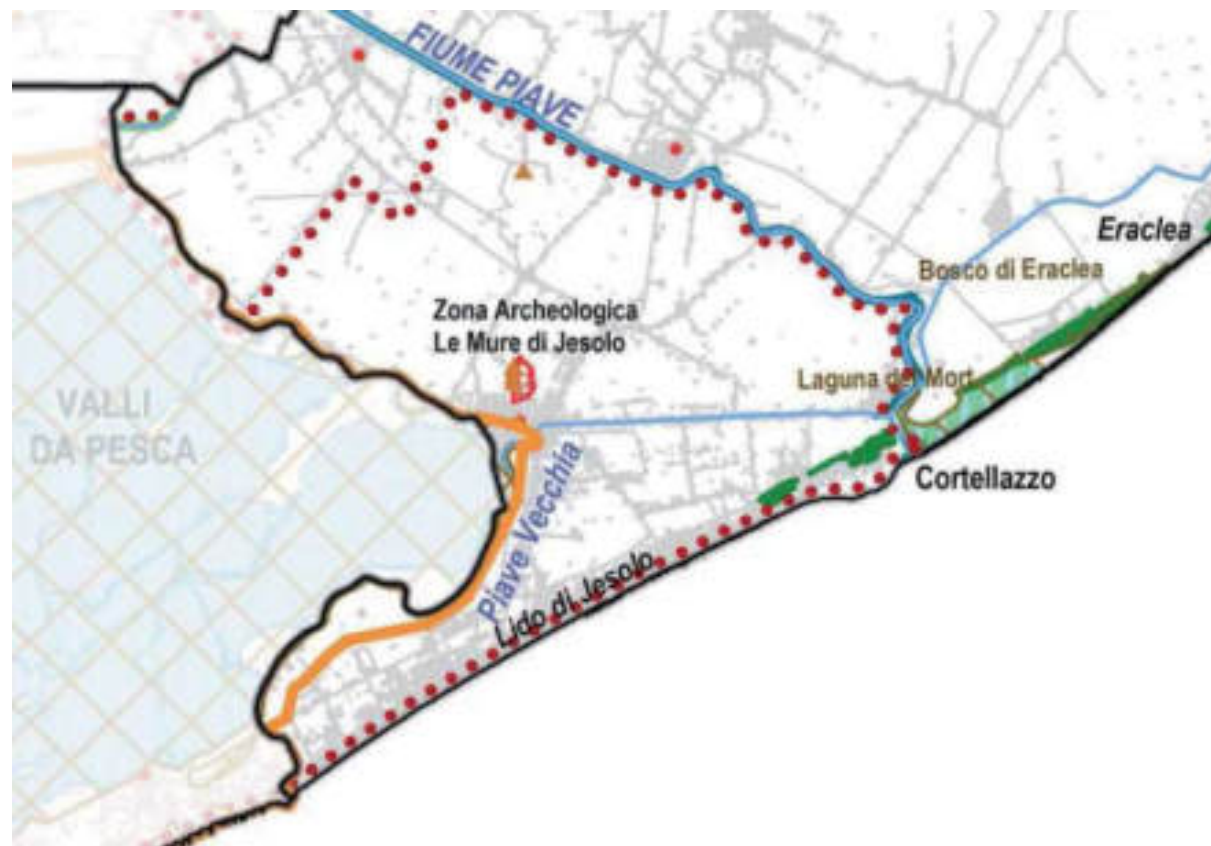 FIUME PIAVE
Eraclea
Bosco di Eraclea
Zona Archeologica
Le Mure di Jesolo
Laguna del Mort
VALLI
DA PESCA
Piave Vecchia
Cortellazzo
Lido di Jesolo